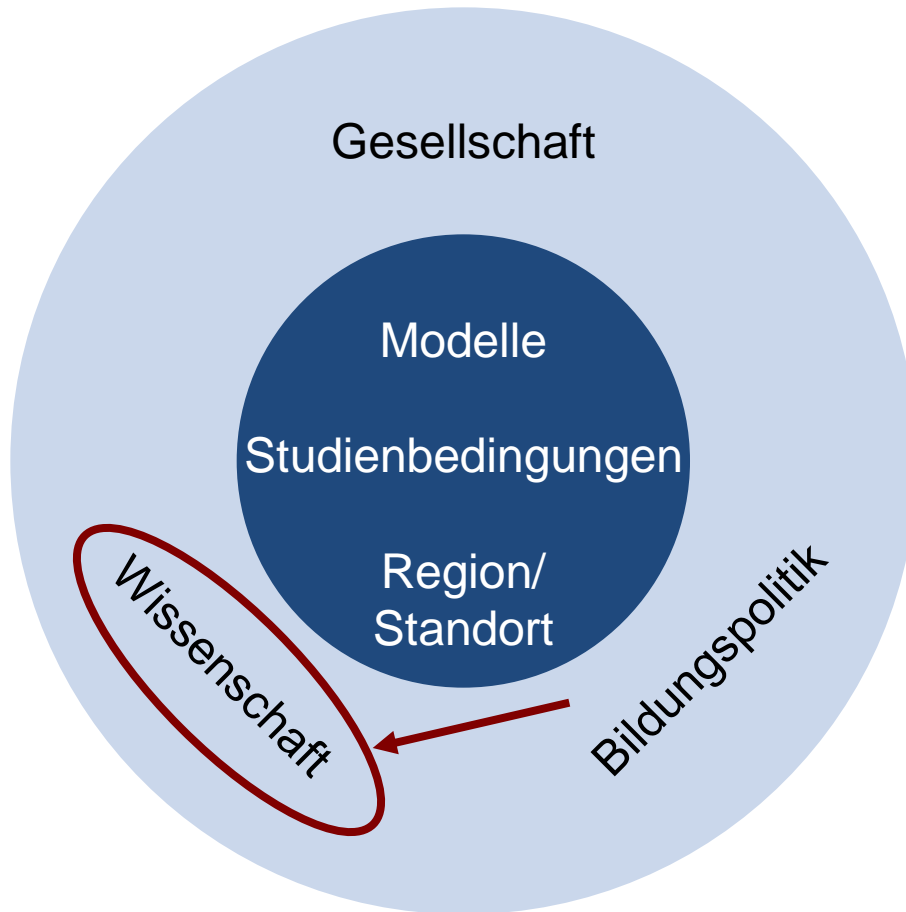 Gesellschaft
Modelle
Studienbedingungen
Region/
Standort
Wissenschaft
Bildungspolitik